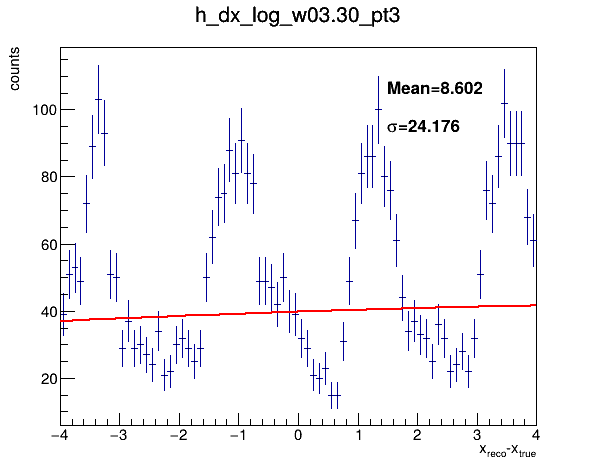 h_dx_log_w03.30_pt3
counts
Mean=8.602
σ=24.176
100
80
60
40
20
−4 −3 −2 −1 0 1 2 3 4
x_reco-x_true